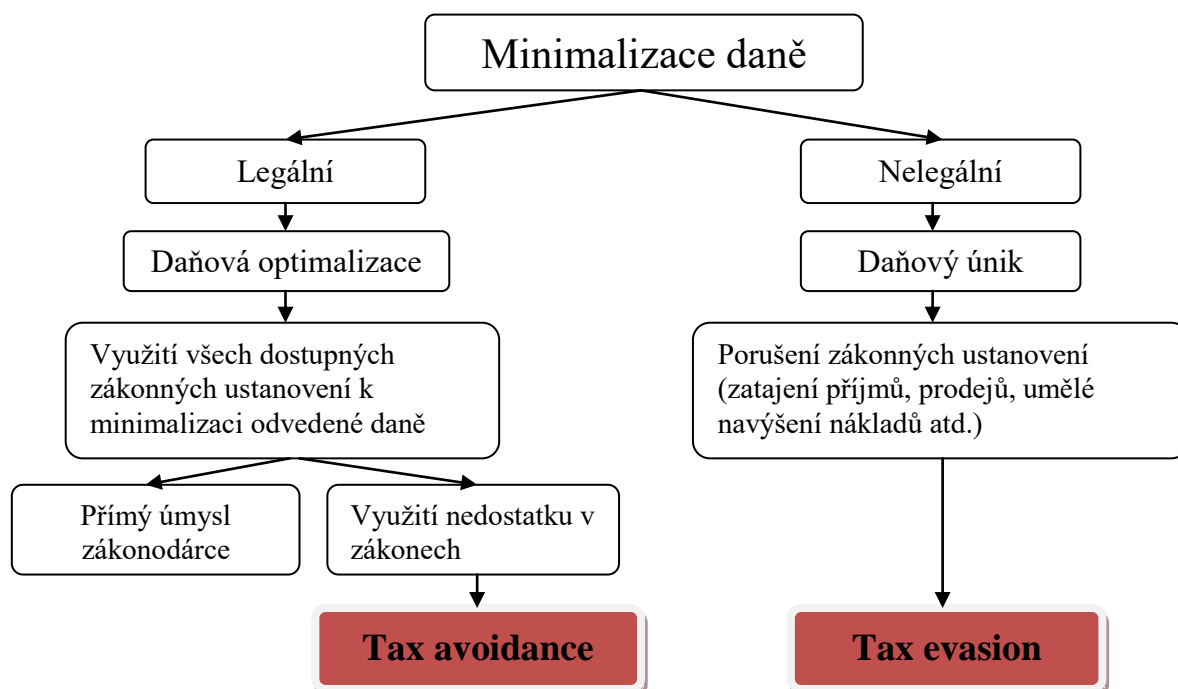 Minimalizace daně
Legální
Nelegální
Daňová optimalizace
Daňový únik
Využití všech dostupných
zákonných ustanovení k
minimalizaci odvedené daně
Porušení zákonných ustanovení
(zatajení příjmů, prodejů, umělé
navýšení nákladů atd.)
Přímý úmysl
zákonodárce
Využití nedostatku v
zákonech
Tax avoidance
Tax evasion